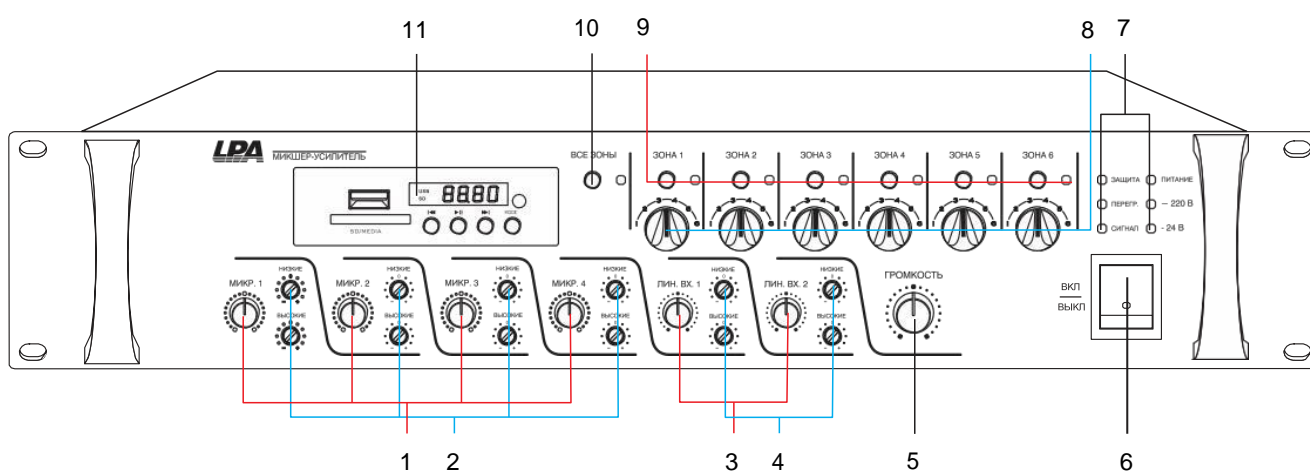 11 10 9 8 7
LPA МИКШЕР-УСИЛИТЕЛЬ
ВСЕ ЗОНЫ ЗОНА 1 ЗОНА 2 ЗОНА 3 ЗОНА 4 ЗОНА 5 ЗОНА 6
USB 88.80
SD
MODE
SD/MEDIA
ЗАЩИТА ПИТАНИЕ
ПЕРЕГР. ~ 220 В
СИГНАЛ - 24 В
НИЗКИЕ НИЗКИЕ НИЗКИЕ НИЗКИЕ НИЗКИЕ НИЗКИЕ
МИКР. 1 МИКР. 2 МИКР. 3 МИКР. 4 ЛИН. ВХ. 1 ЛИН. ВХ. 2 ГРОМКОСТЬ
ВЫСОКИЕ ВЫСОКИЕ ВЫСОКИЕ ВЫСОКИЕ ВЫСОКИЕ ВЫСОКИЕ
ВКЛ
ВЫКЛ
1 2 3 4 5 6